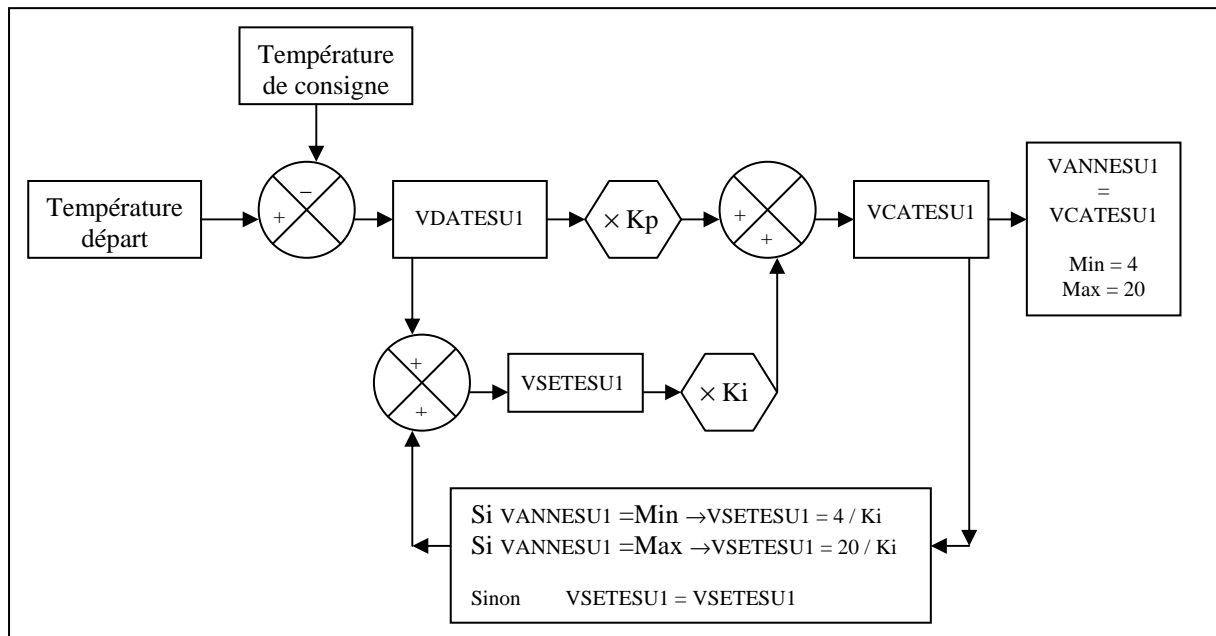 Température
de consigne
Température
départ
−
+
VDATESU1
× Kp
+
+
VCATESU1
VANNESU1
=
VCATESU1
Min = 4
Max = 20
+
+
VSETESU1
× Ki
Si VANNESU1 =Min →VSETESU1 = 4 / Ki
Si VANNESU1 =Max →VSETESU1 = 20 / Ki
Sinon VSETESU1 = VSETESU1